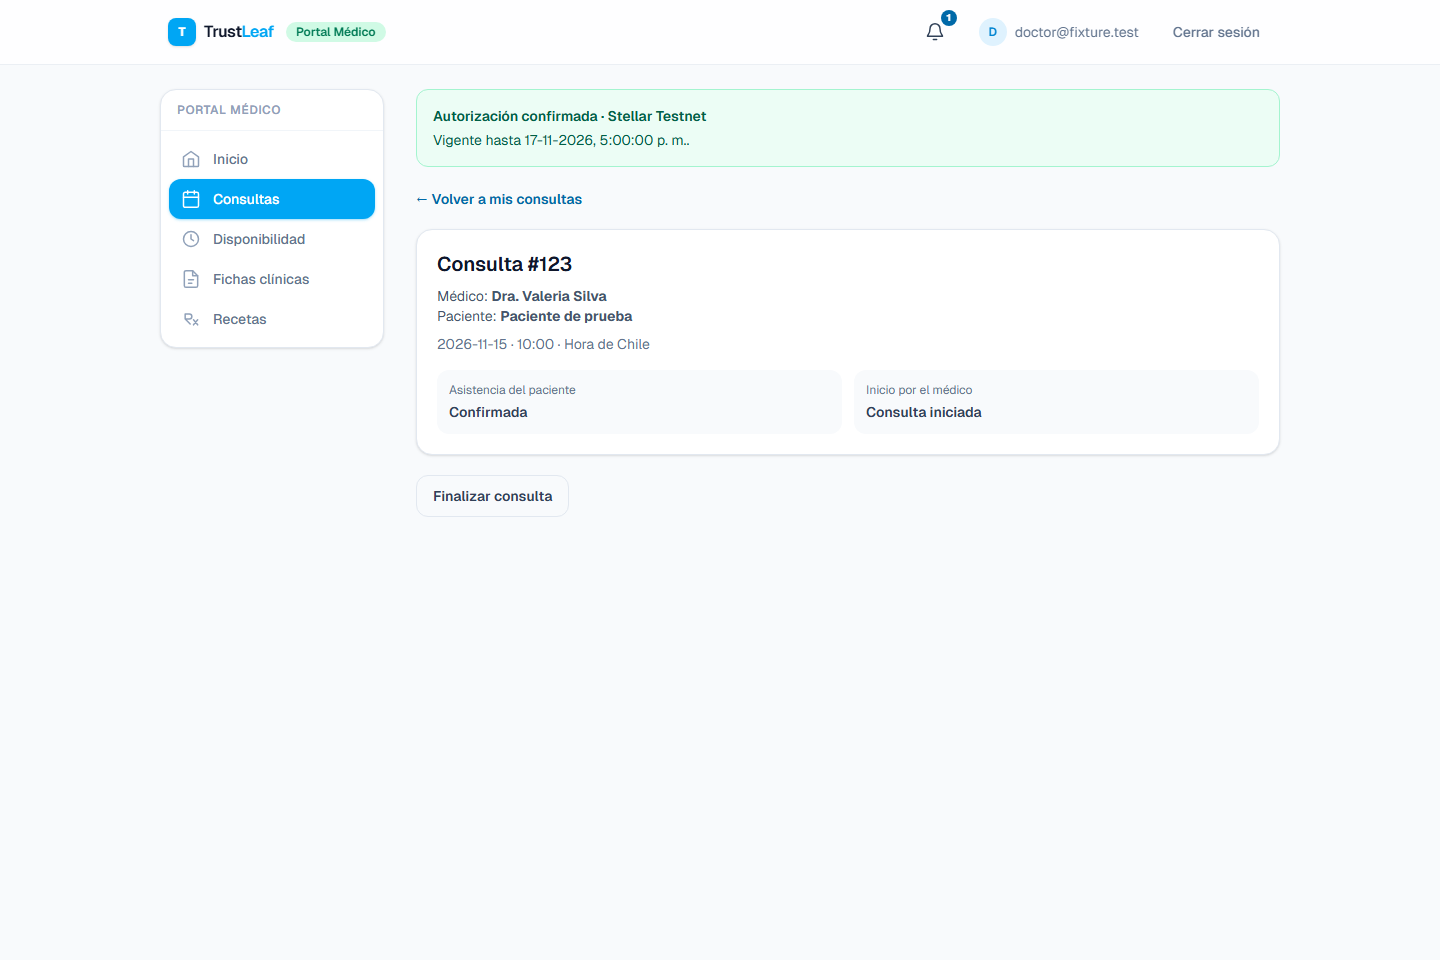 T TrustLeaf Portal Médico
1
D doctor@fixture.test Cerrar sesión
PORTAL MÉDICO
Inicio
Consultas
Disponibilidad
Fichas clínicas
Recetas
Autorización confirmada · Stellar Testnet
Vigente hasta 17-11-2026, 5:00:00 p. m..
← Volver a mis consultas
Consulta #123
Médico: Dra. Valeria Silva
Paciente: Paciente de prueba
2026-11-15 · 10:00 · Hora de Chile
Asistencia del paciente
Confirmada
Inicio por el médico
Consulta iniciada
Finalizar consulta